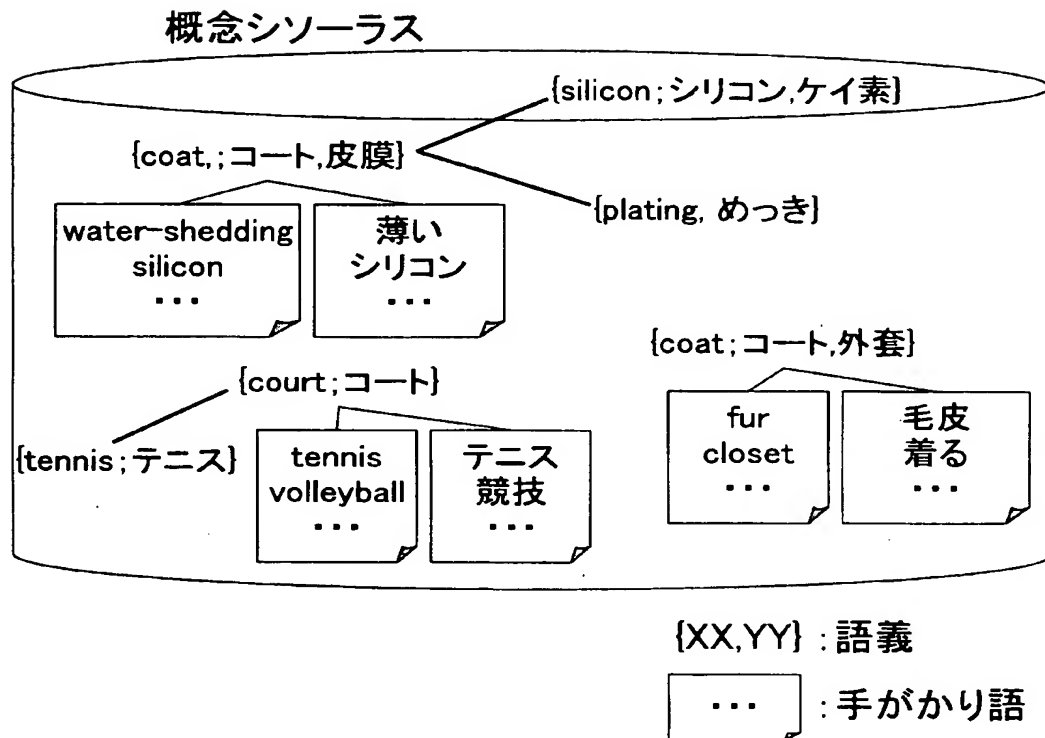 概念シソーラス
{silicon;シリコン,ケイ素}
{coat,;コート,皮膜}
{plating, めっき}
water-shedding
silicon
・・・
薄い
シリコン
・・・
{coat;コート,外套}
{court;コート}
fur
closet
・・・
毛皮
着る
・・・
{tennis;テニス}
tennis
volleyball
・・・
テニス
競技
・・・
{XX,YY}:語義
・・・:手がかり語